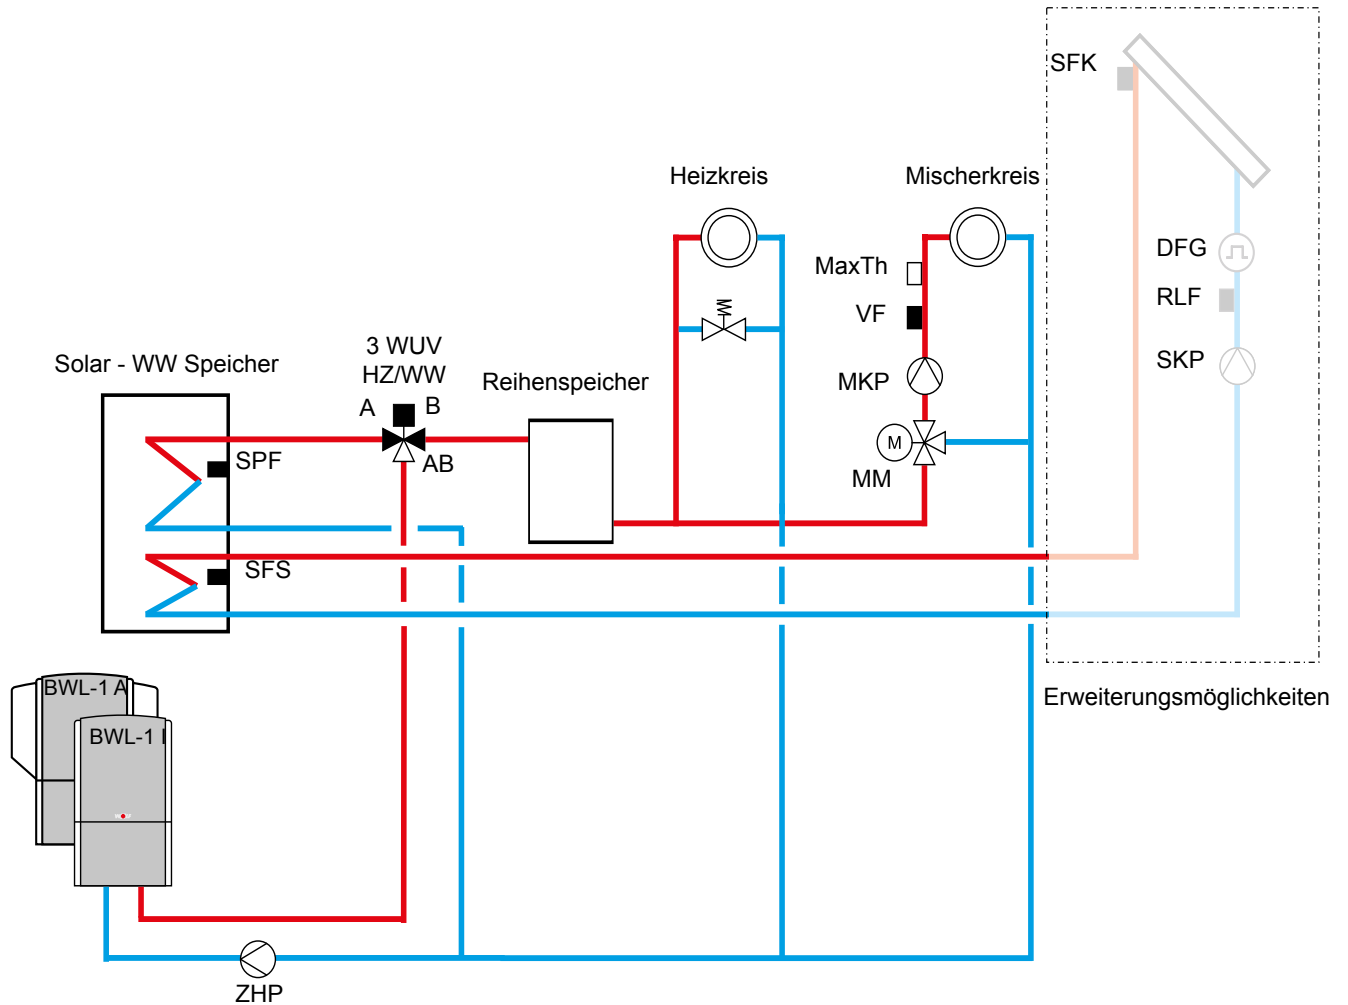 SFK
Heizkreis
Mischerkreis
DFG
MaxTh
RLF
VF
3 WUV
HZ/WW
Solar - WW Speicher
SKP
Reihenspeicher
MKP
A
B
M
SPF
AB
MM
SFS
BWL-1 A
Erweiterungsmöglichkeiten
BWL-1 I
ZHP